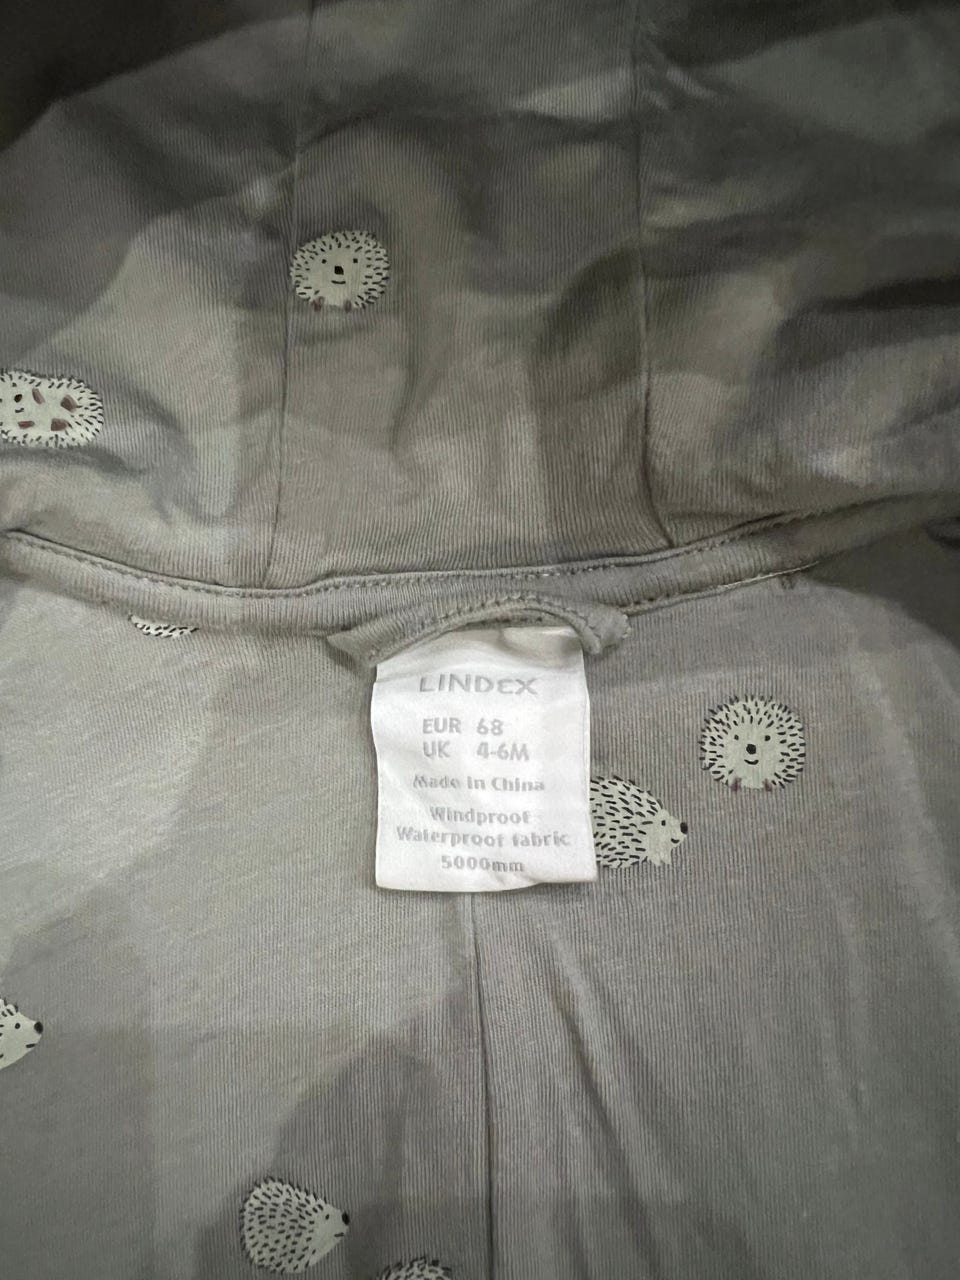 LINDEX
EUR 68
UK 4-6M
Made in China
Windproof
Waterproof fabric
5000mm